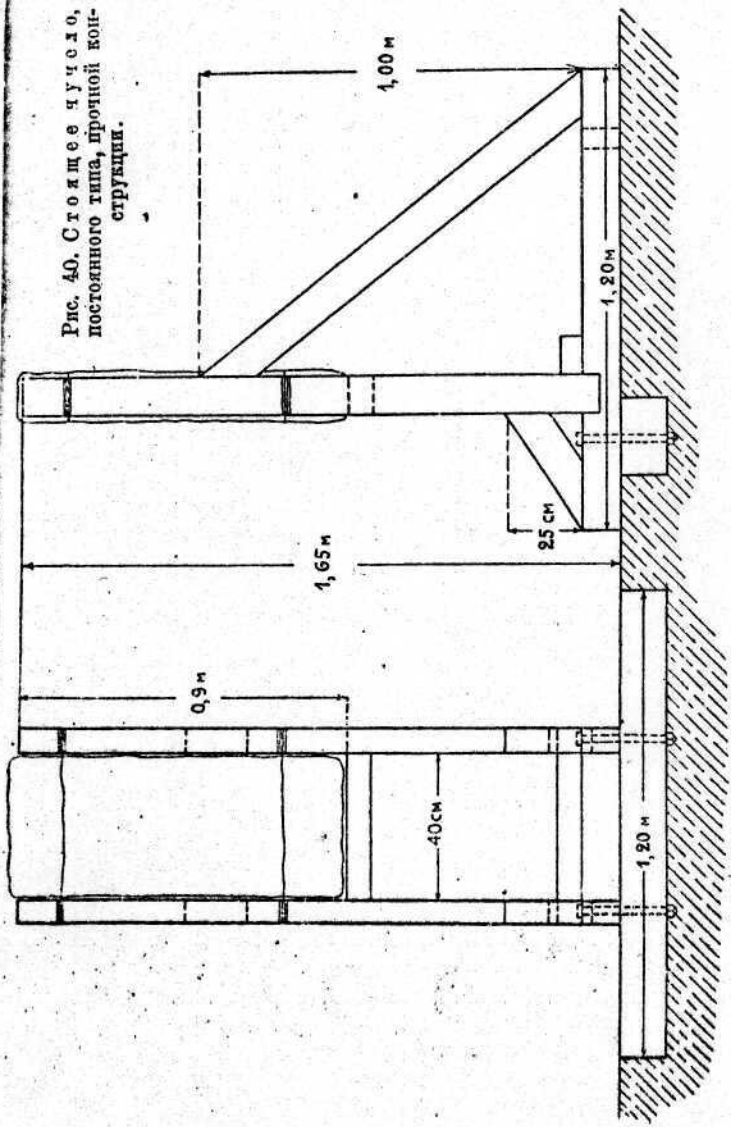 Рис. 40. Стоящее чучело,
постоянного типа, прочной кон-
струкции.
1,00 м
1,20 м
25 см
1,65 м
0,9 м
40 см
1,20 м